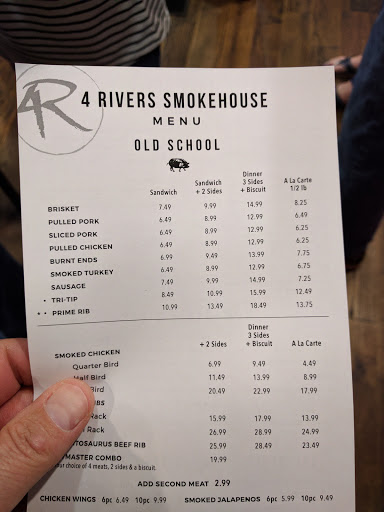 4R
4 RIVERS SMOKEHOUSE
MENU
OLD SCHOOL
Sandwich Sandwich + 2 Sides Dinner 3 Sides + Biscuit A La Carte 1/2 lb
BRISKET 7.49 9.99 14.99 8.25
PULLED PORK 6.49 8.99 12.99 6.49
SLICED PORK 6.49 8.99 12.99 6.25
PULLED CHICKEN 6.49 8.99 12.99 6.25
BURNT ENDS 6.99 9.49 13.99 7.75
SMOKED TURKEY 6.49 8.99 12.99 6.75
SAUSAGE 7.49 9.99 14.99 7.25
* TRI-TIP 8.49 10.99 15.99 12.49
* * PRIME RIB 10.99 13.49 18.49 13.75
+ 2 Sides Dinner 3 Sides + Biscuit A La Carte
SMOKED CHICKEN
Quarter Bird 6.99 9.49 4.49
Half Bird 11.49 13.99 8.99
Bird 20.49 22.99 17.99
IBS
Rack 15.99 17.99 13.99
Rack 26.99 28.99 24.99
TOSAURUS BEEF RIB 25.99 28.49 23.49
MASTER COMBO 19.99
our choice of 4 meats, 2 sides & a biscuit.
ADD SECOND MEAT 2.99
CHICKEN WINGS 6pc 6.49 10pc 9.99 SMOKED JALAPENOS 6pc 5.99 10pc 9.49